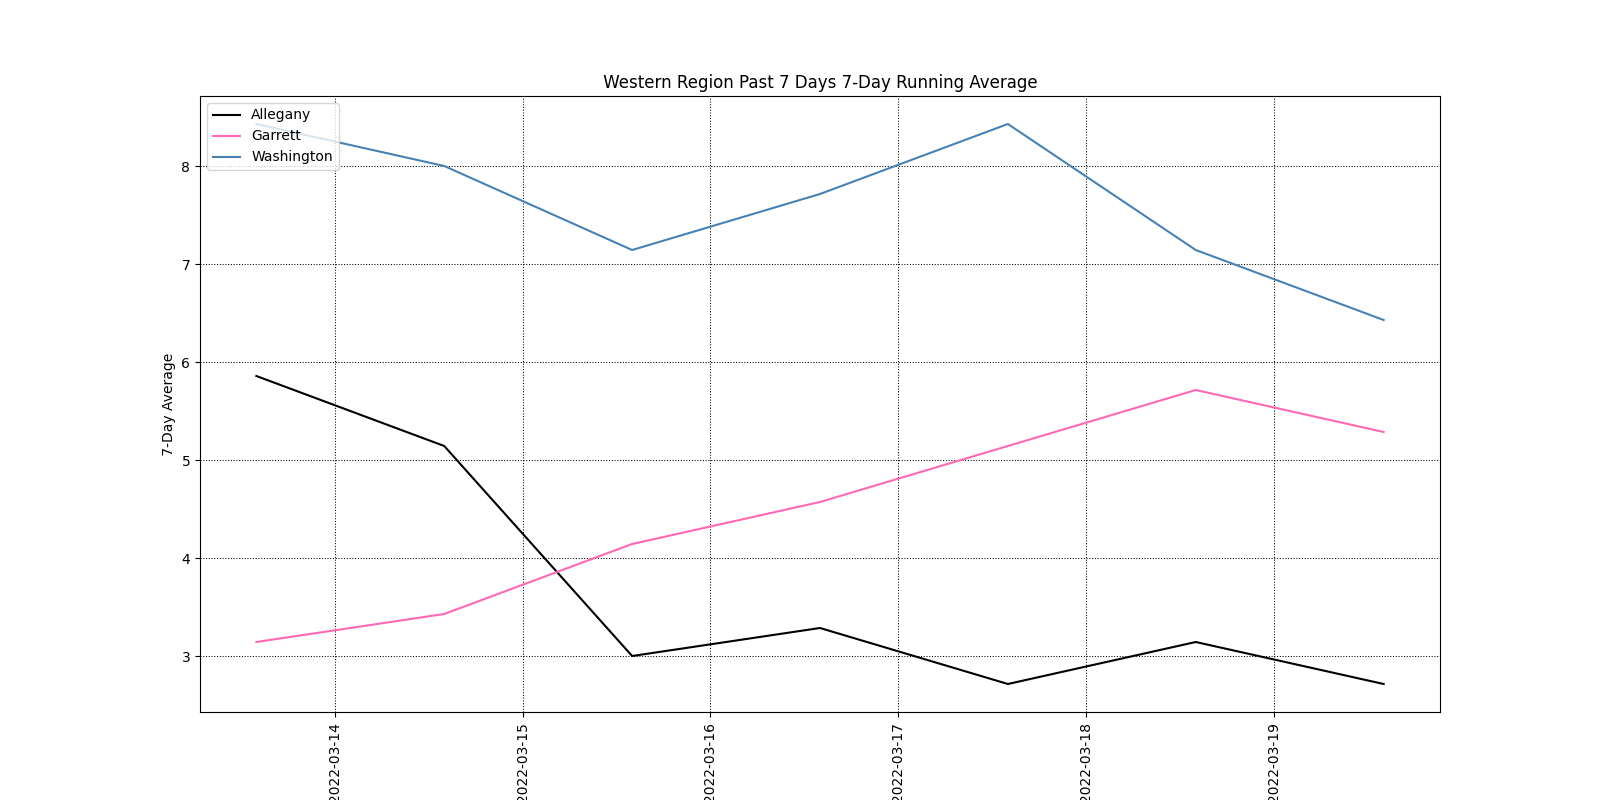 Western Region Past 7 Days 7-Day Running Average
Allegany
Garrett
Washington
7-Day Average
8
7
6
5
4
3
2022-03-14
2022-03-15
2022-03-16
2022-03-17
2022-03-18
2022-03-19